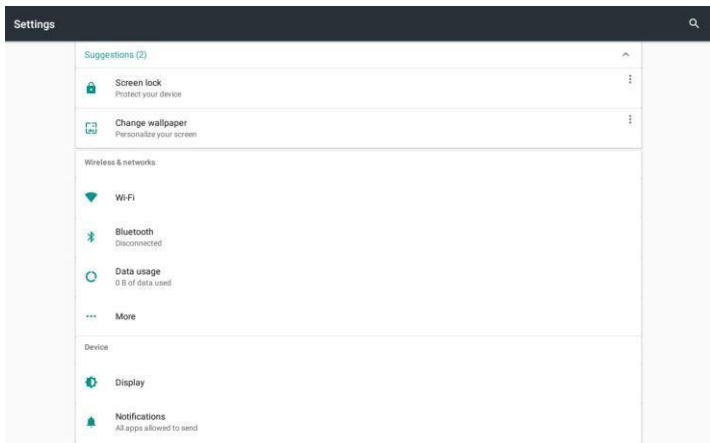 Settings
Suggestions (2)
Screen lock
Protect your device
Change wallpaper
Personalize your screen
Wireless & networks
Wi-Fi
Bluetooth
Disconnected
Data usage
0 B of data used
More
Device
Display
Notifications
All apps allowed to send